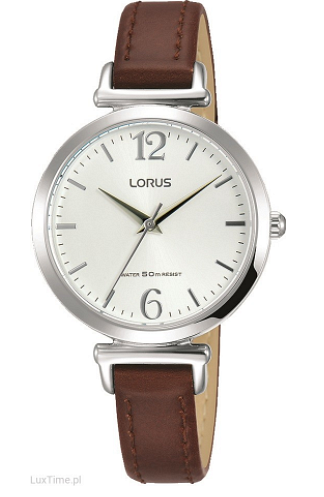 12
LORUS
WATER 50m RESIST
6
LuxTime.pl